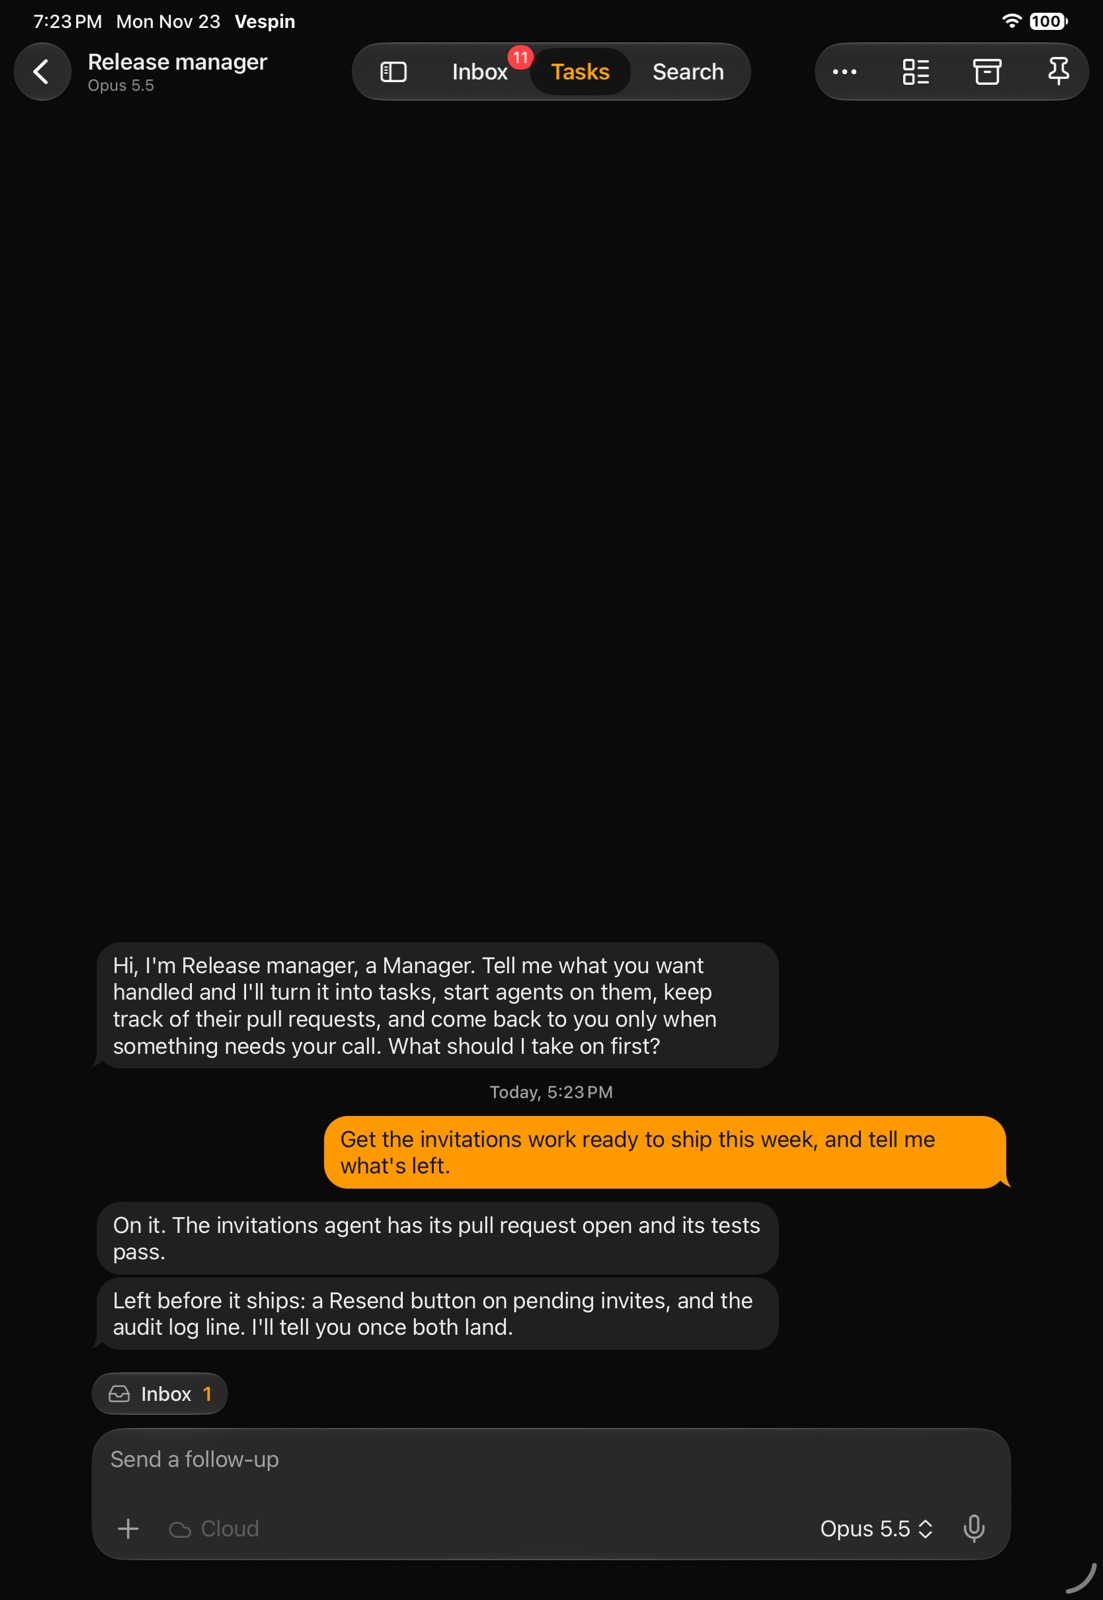 7:23 PM Mon Nov 23 Vespin
100
Release manager
Opus 5.5
Inbox
11
Tasks
Search
Hi, I'm Release manager, a Manager. Tell me what you want
handled and I'll turn it into tasks, start agents on them, keep
track of their pull requests, and come back to you only when
something needs your call. What should I take on first?
Today, 5:23 PM
Get the invitations work ready to ship this week, and tell me
what's left.
On it. The invitations agent has its pull request open and its tests
pass.
Left before it ships: a Resend button on pending invites, and the
audit log line. I'll tell you once both land.
Inbox 1
Send a follow-up
Cloud
Opus 5.5